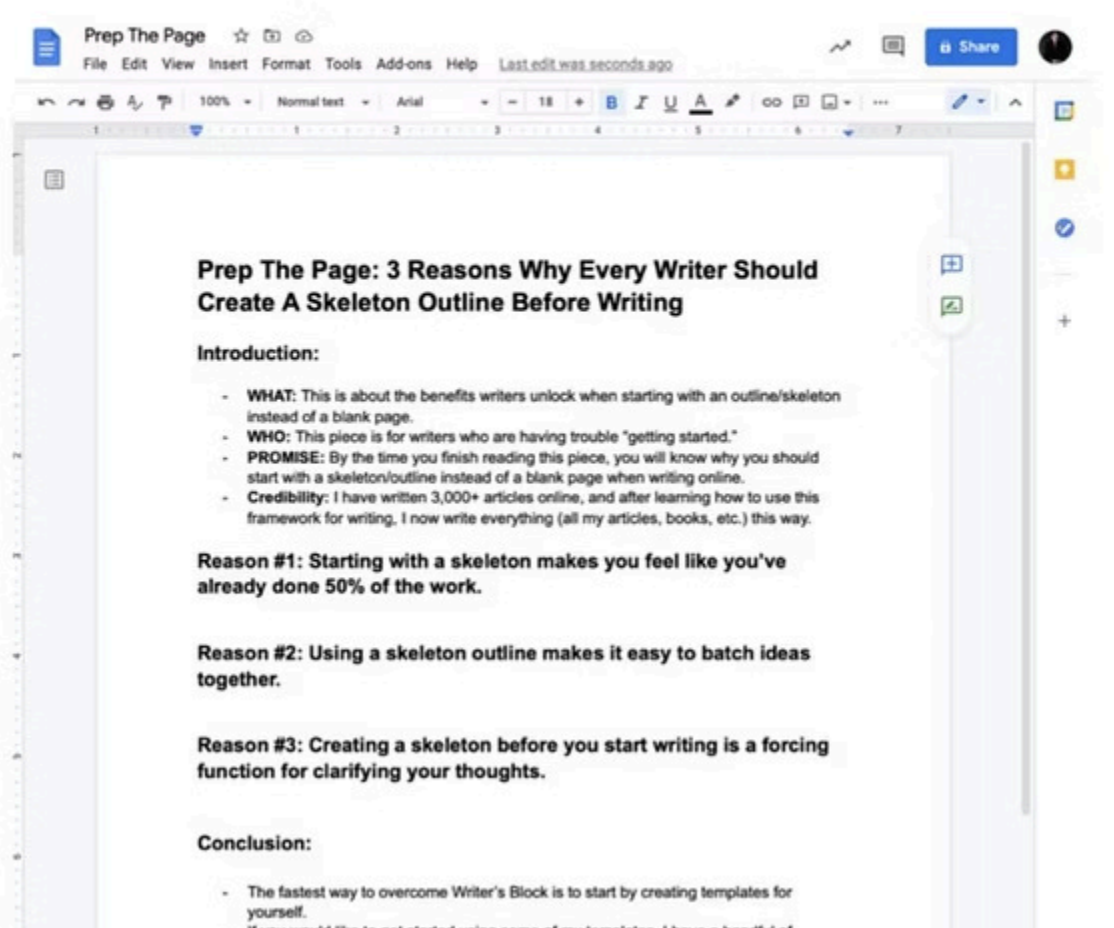 Prep The Page
File Edit View Insert Format Tools Add-ons Help Last edit was seconds ago
Share
100% Normal text Arial - 18 + B I U A ...
1 1 2 3 4 5 6 7
Prep The Page: 3 Reasons Why Every Writer Should
Create A Skeleton Outline Before Writing
Introduction:
- WHAT: This is about the benefits writers unlock when starting with an outline/skeleton
instead of a blank page.
- WHO: This piece is for writers who are having trouble "getting started."
- PROMISE: By the time you finish reading this piece, you will know why you should
start with a skeleton/outline instead of a blank page when writing online.
- Credibility: I have written 3,000+ articles online, and after learning how to use this
framework for writing, I now write everything (all my articles, books, etc.) this way.
Reason #1: Starting with a skeleton makes you feel like you've
already done 50% of the work.
Reason #2: Using a skeleton outline makes it easy to batch ideas
together.
Reason #3: Creating a skeleton before you start writing is a forcing
function for clarifying your thoughts.
Conclusion:
- The fastest way to overcome Writer's Block is to start by creating templates for
yourself.